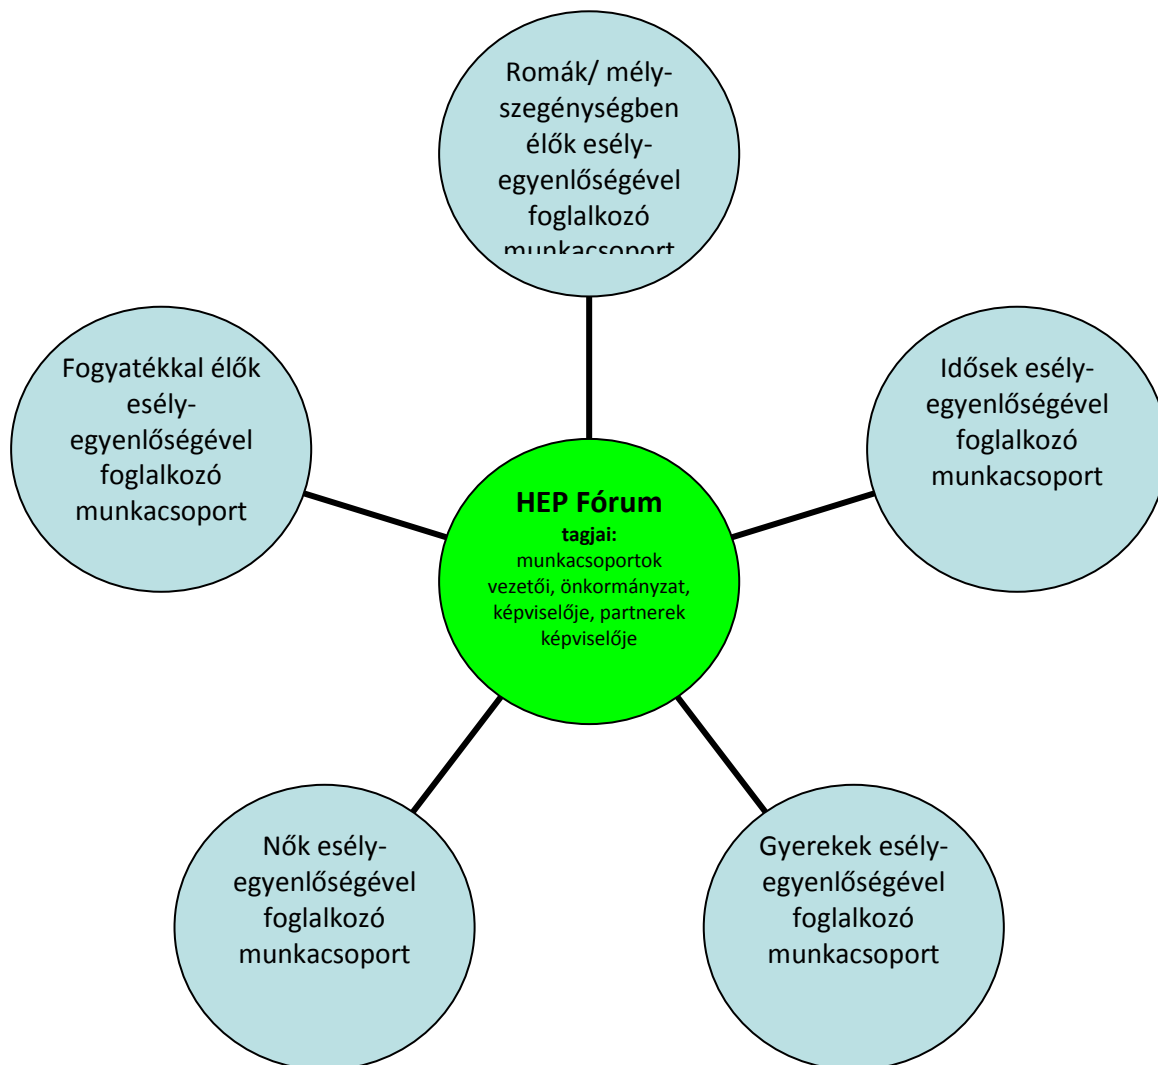 Romák/ mély-
szegénységben
élők esély-
egyenlőségével
foglalkozó
munkacsoport
Fogyatékkal élők
esély-
egyenlőségével
foglalkozó
munkacsoport
Idősek esély-
egyenlőségével
foglalkozó
munkacsoport
HEP Fórum
tagjai:
munkacsoportok
vezetői, önkormányzat,
képviselője, partnerek
képviselője
Nők esély-
egyenlőségével
foglalkozó
munkacsoport
Gyerekek esély-
egyenlőségével
foglalkozó
munkacsoport